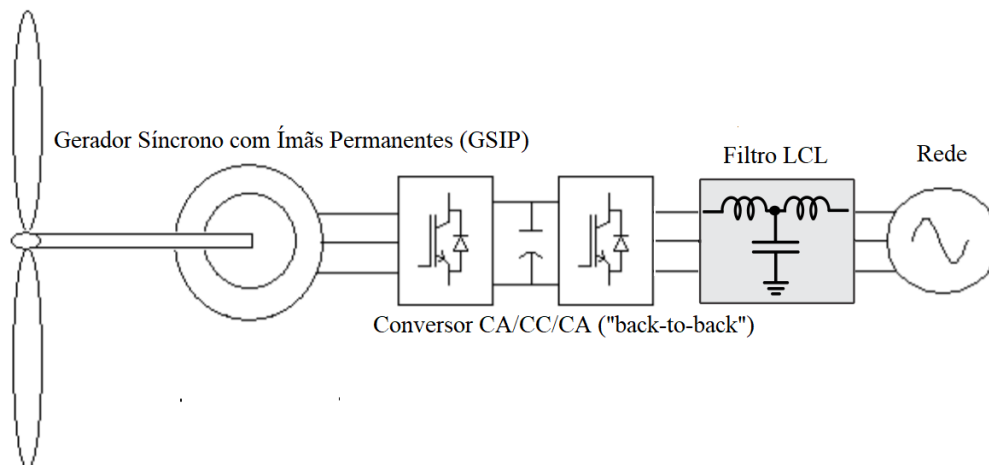 Gerador Síncrono com Ímãs Permanentes (GSIP)
Filtro LCL
Rede
Conversor CA/CC/CA ("back-to-back")